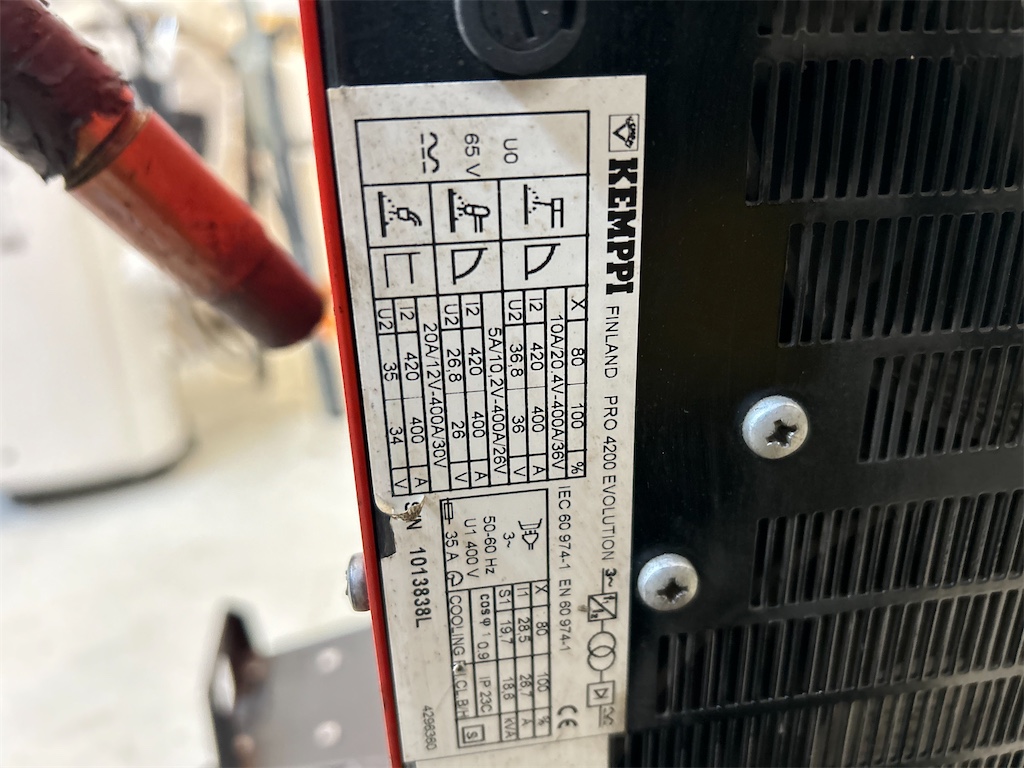 KEMPPI FINLAND PRO 4200 EVOLUTION 3~
IEC 60 974-1 EN 60 974-1
CE
X 80 100 %
10A/20.4V-400A/36V
I2 420 400 A
U2 36,8 36 V
5A/10,2V-400A/26V
I2 420 400 A
U2 26,8 26 V
20A/12V-400A/30V
I2 420 400 A
U2 35 34 V
U0
65 V
3~
50-60 Hz
U1 400 V
35 A
X 80 100 %
I1 28,5 26,7 A
S1 19,7 18,8 kVA
cos φ 0.9 IP 23C
COOLING CL B/H S
S/N 1013838L
4296360